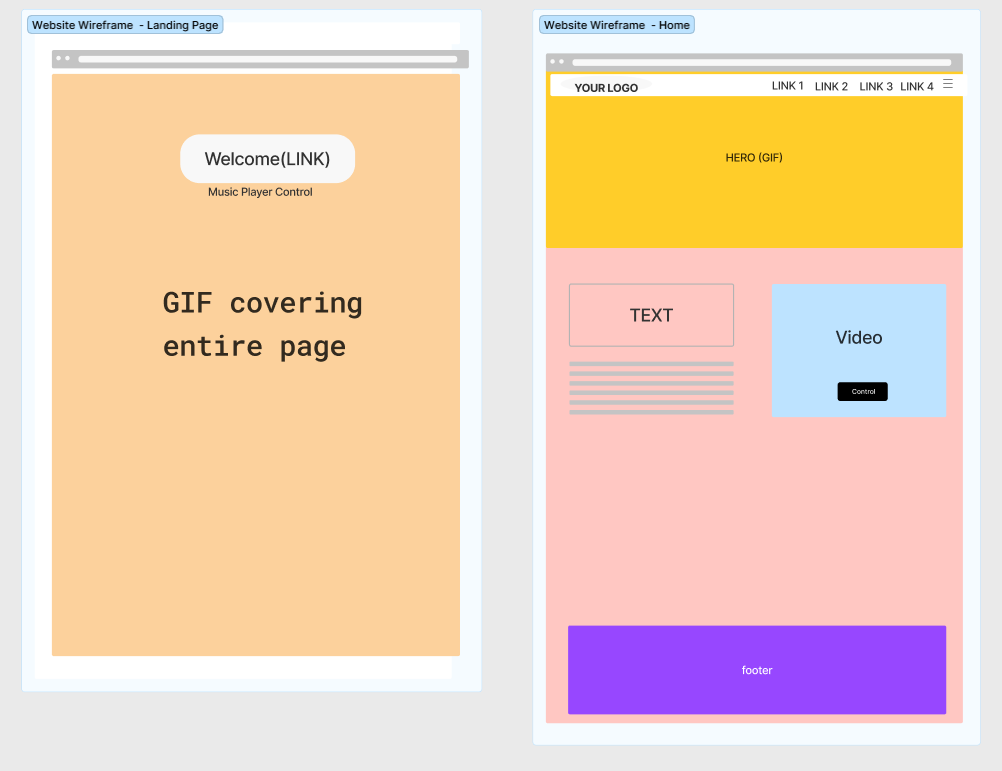 Website Wireframe  - Landing Page
Welcome(LINK)
Music Player Control
GIF covering
entire page
Website Wireframe  - Home
YOUR LOGO
LINK 1
LINK 2
LINK 3
LINK 4
HERO (GIF)
TEXT
Video
Control
footer